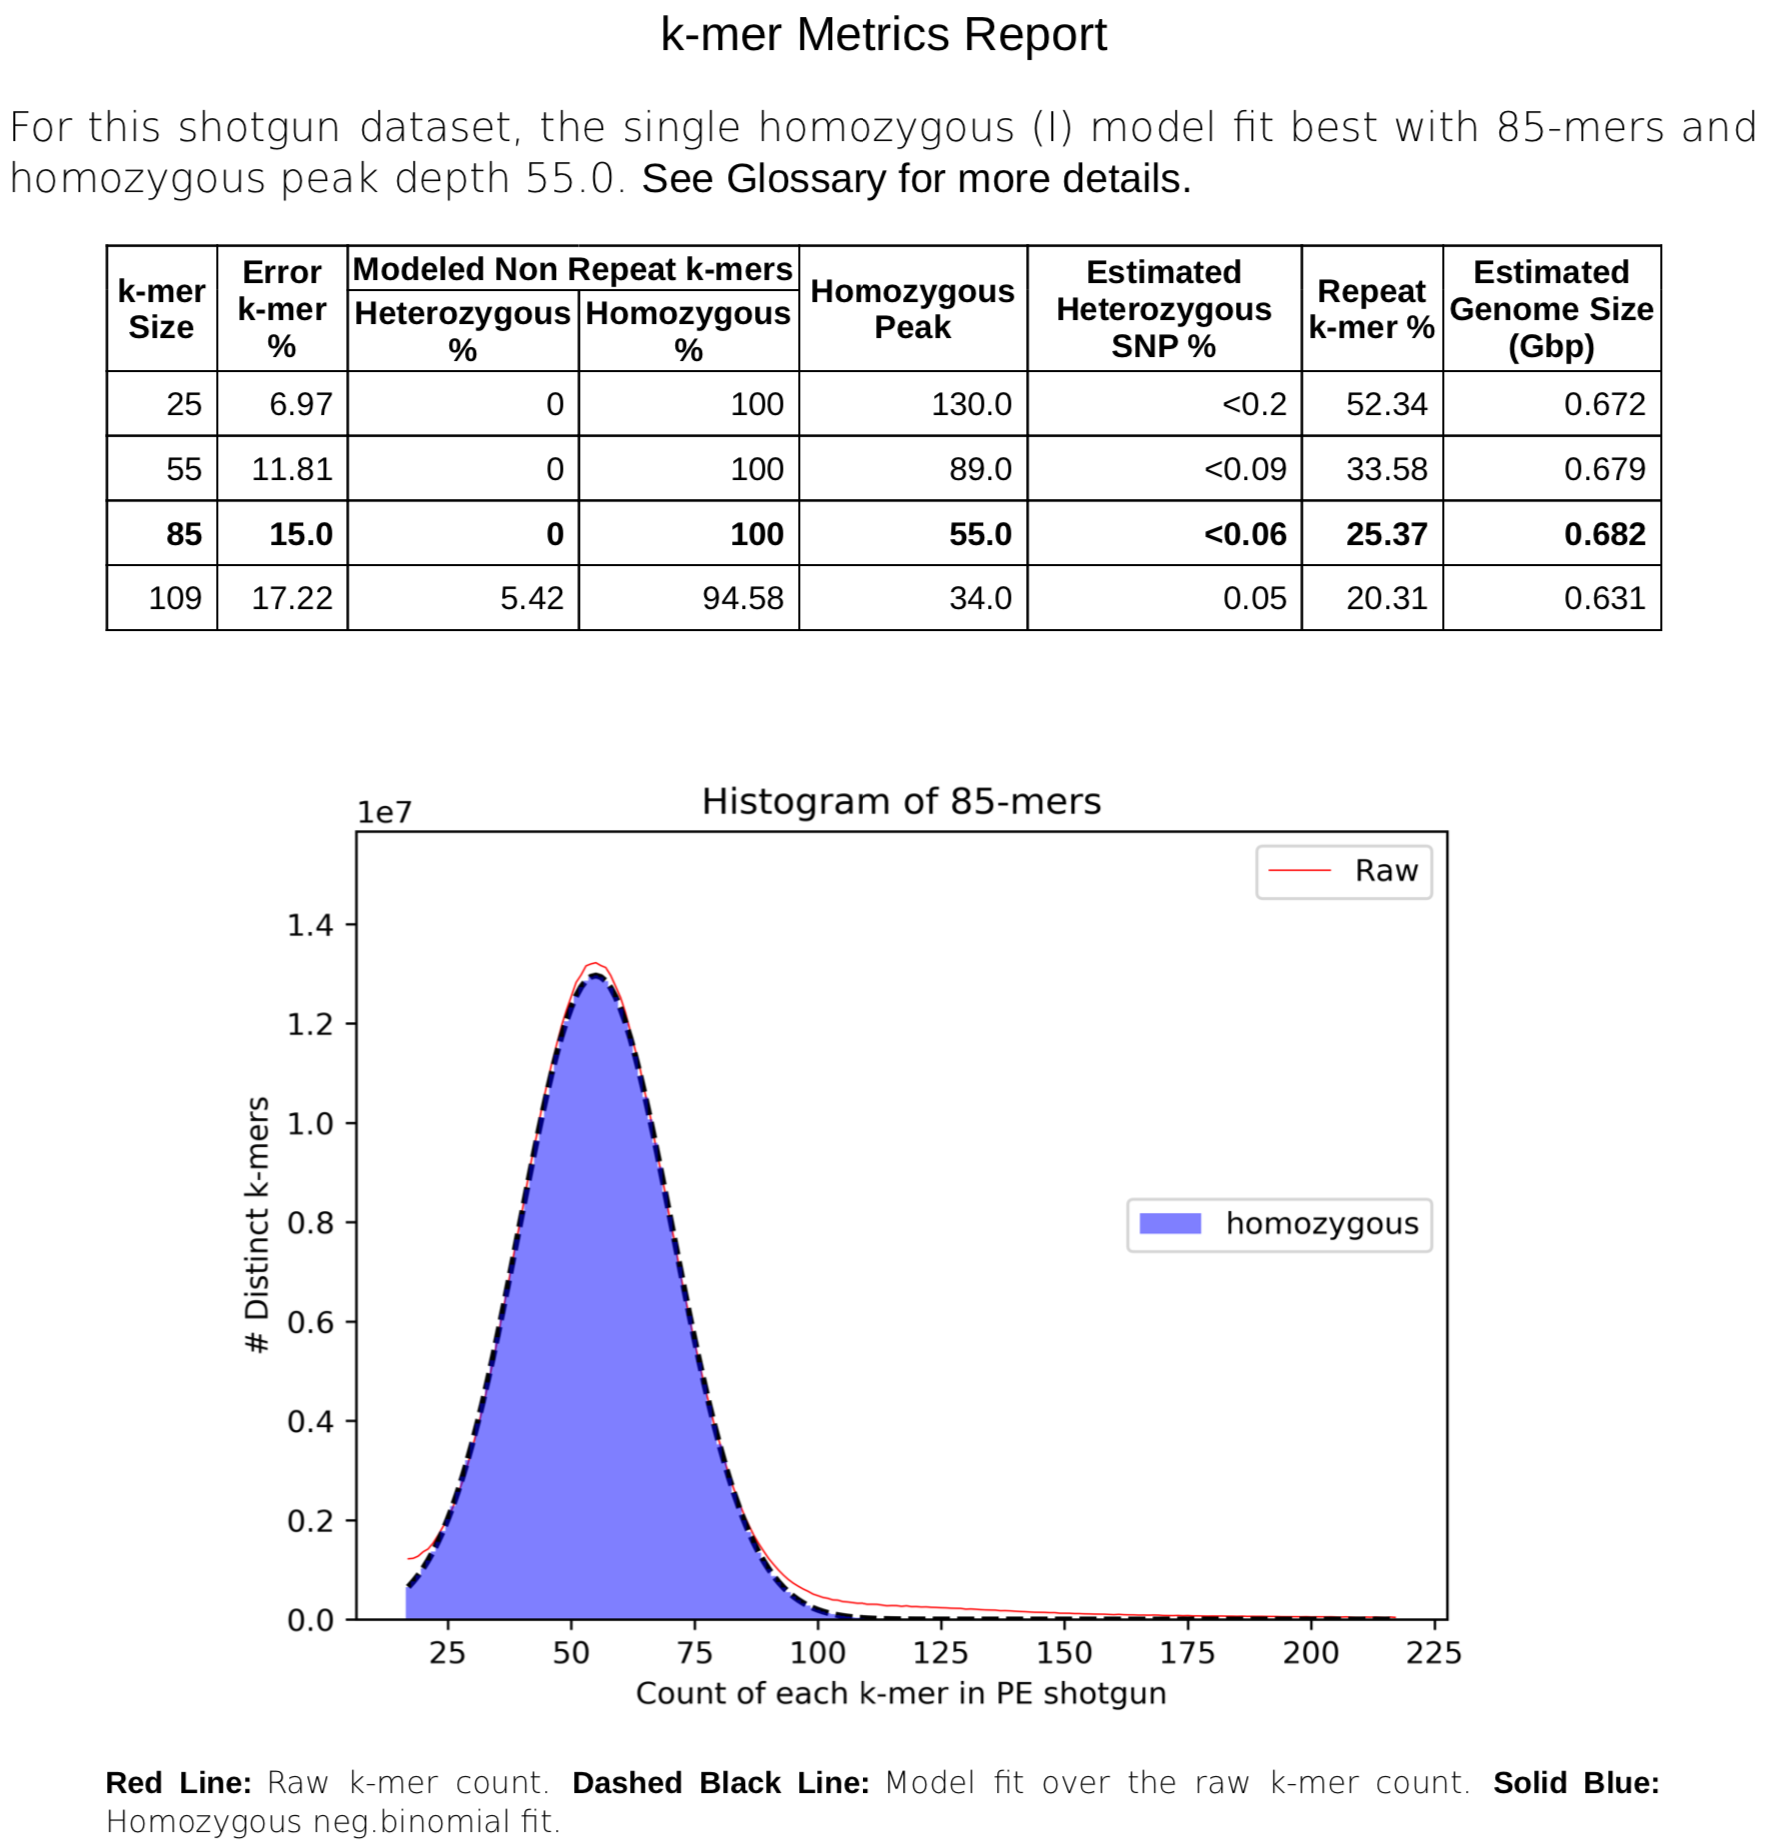 k-mer Metrics Report
For this shotgun dataset, the single homozygous (I) model fit best with 85-mers and
homozygous peak depth 55.0. See Glossary for more details.
k-mer Size Error k-mer % Modeled Non Repeat k-mers Heterozygous % Homozygous % Homozygous Peak Estimated Heterozygous SNP % Repeat k-mer % Estimated Genome Size (Gbp)
25 6.97 0 100 130.0 <0.2 52.34 0.672
55 11.81 0 100 89.0 <0.09 33.58 0.679
85 15.0 0 100 55.0 <0.06 25.37 0.682
109 17.22 5.42 94.58 34.0 0.05 20.31 0.631
Histogram of 85-mers
1e7
Raw
homozygous
# Distinct k-mers
1.4
1.2
1.0
0.8
0.6
0.4
0.2
0.0
25 50 75 100 125 150 175 200 225
Count of each k-mer in PE shotgun
Red Line: Raw k-mer count. Dashed Black Line: Model fit over the raw k-mer count. Solid Blue:
Homozygous neg.binomial fit.